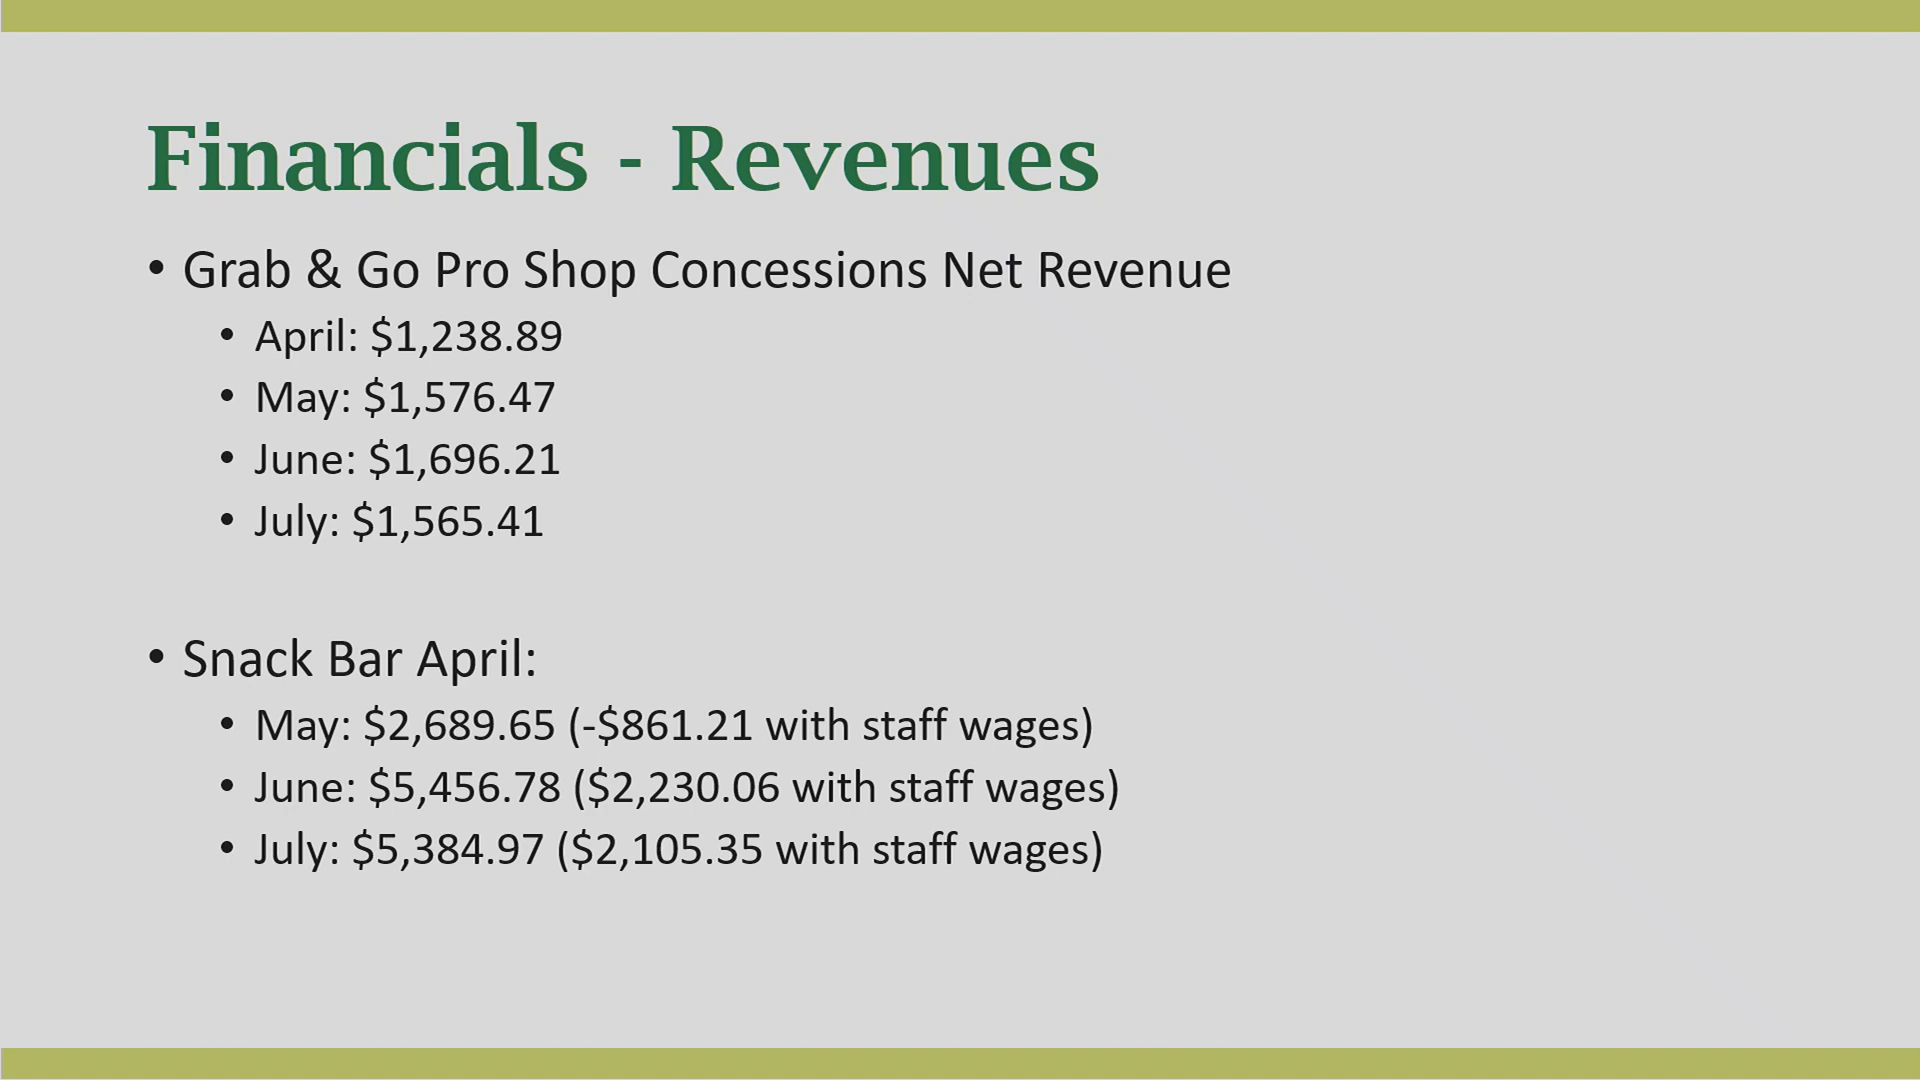 Financials - Revenues
• Grab & Go Pro Shop Concessions Net Revenue
• April: $1,238.89
• May: $1,576.47
• June: $1,696.21
• July: $1,565.41
• Snack Bar April:
• May: $2,689.65 (-$861.21 with staff wages)
• June: $5,456.78 ($2,230.06 with staff wages)
• July: $5,384.97 ($2,105.35 with staff wages)